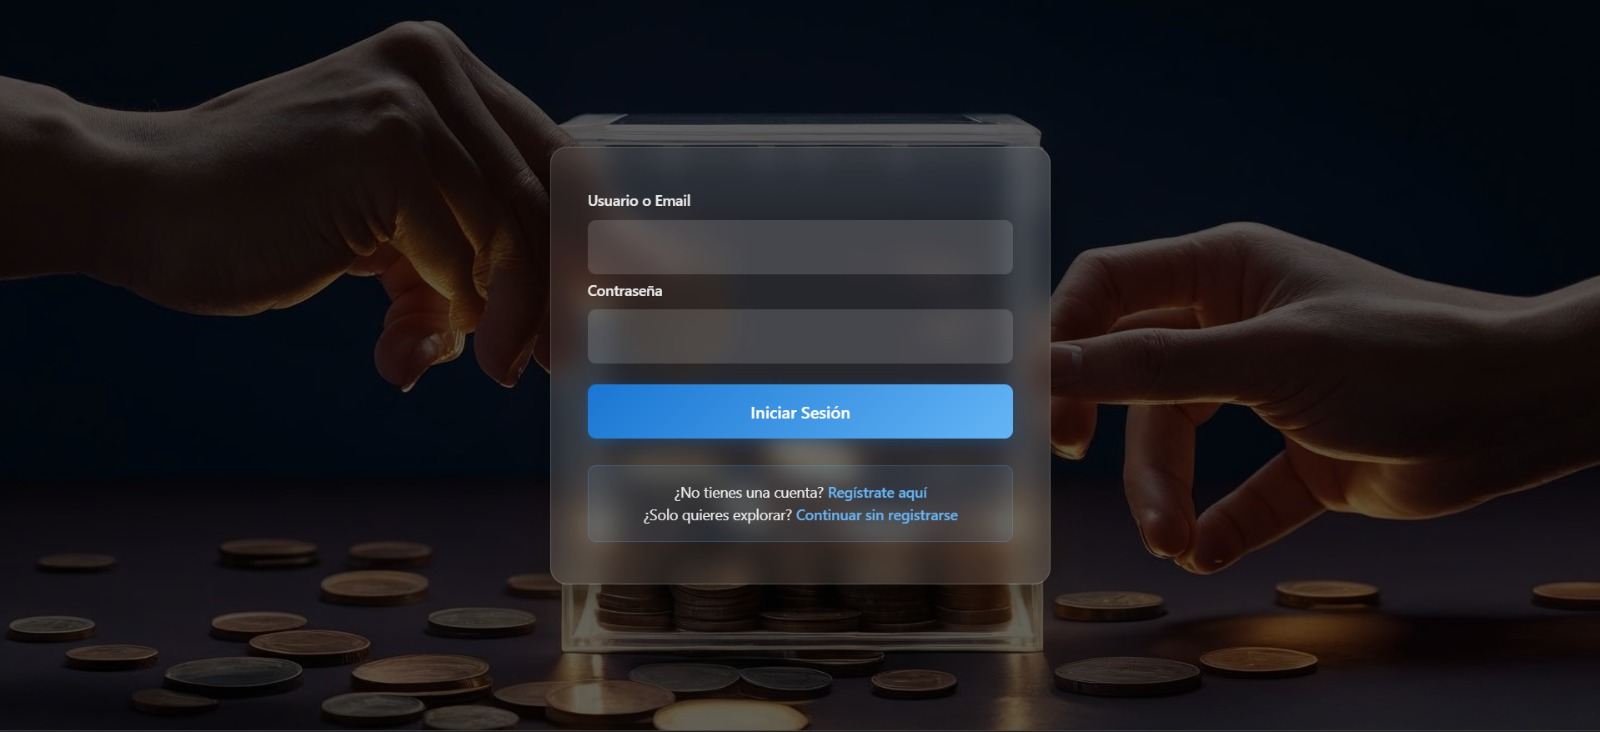 Usuario o Email
Contraseña
Iniciar Sesión
¿No tienes una cuenta? Regístrate aquí
¿Solo quieres explorar? Continuar sin registrarse